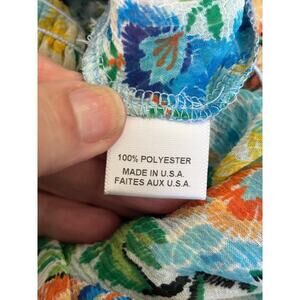 100% POLYESTER
MADE IN U.S.A.
FAITES AUX U.S.A.